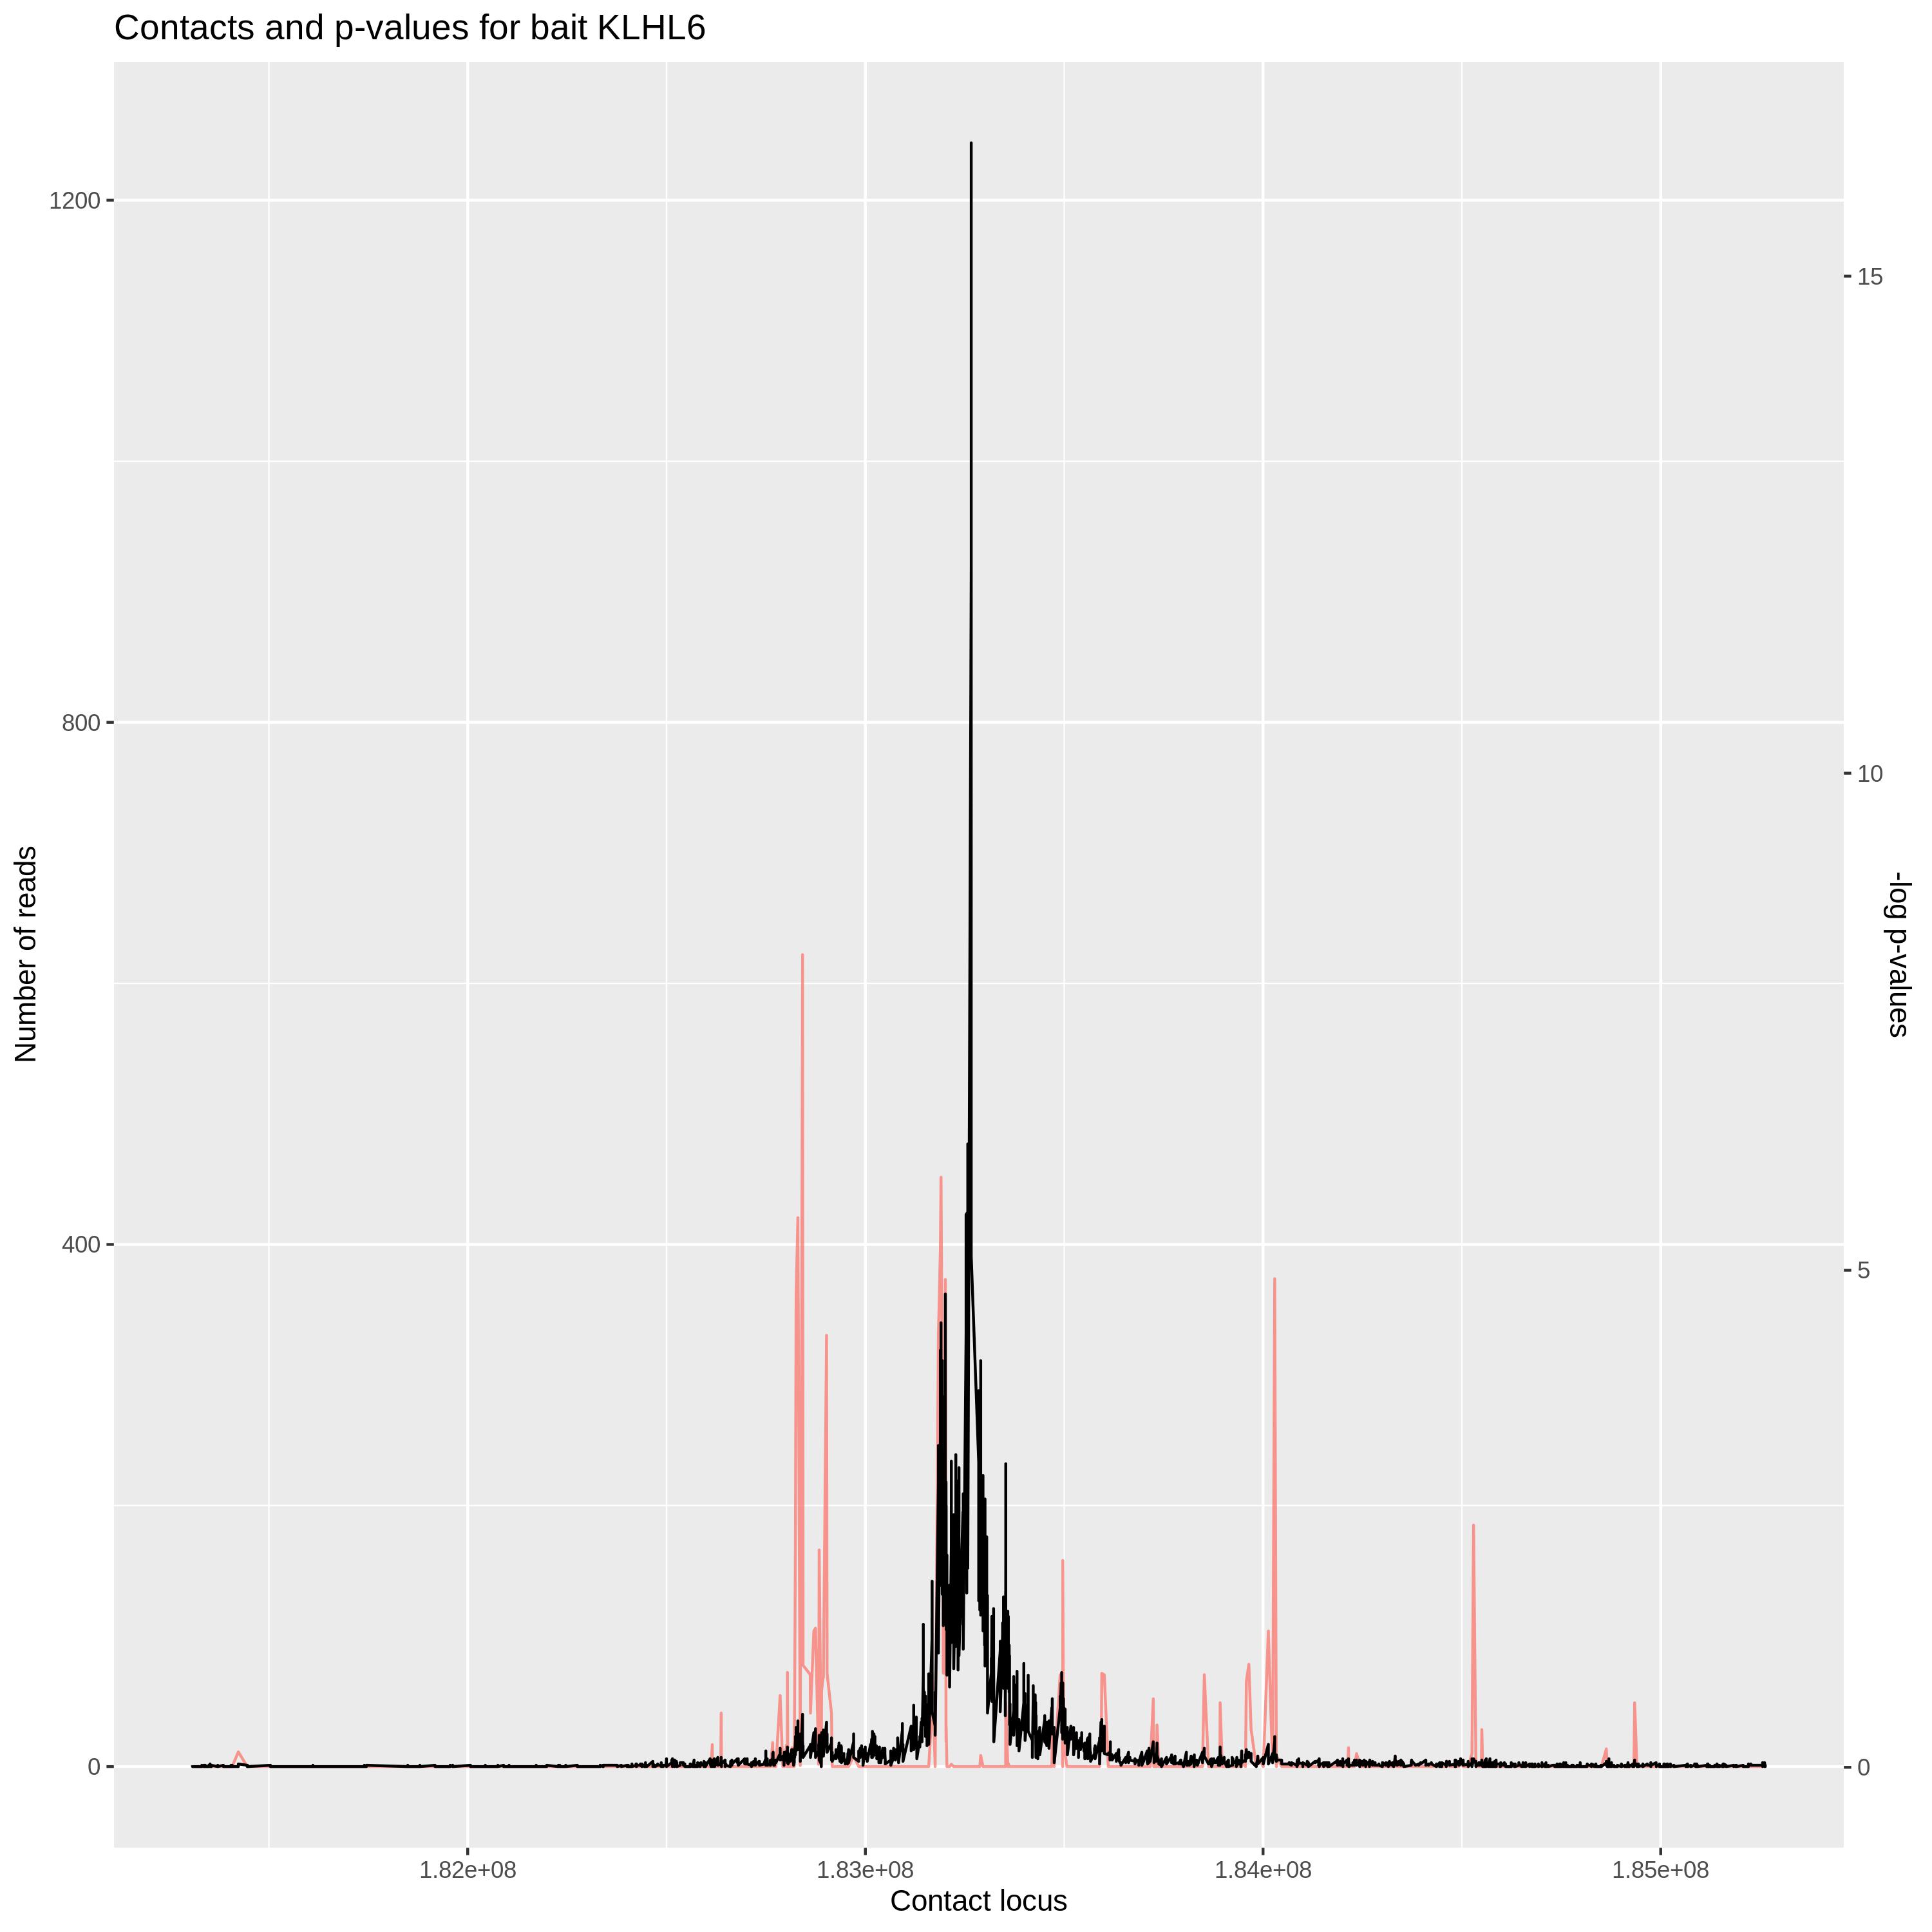 Contacts and p-values for bait KLHL6
Number of reads
1200
800
400
0
15
10
5
0
-log p-values
1.82e+08
1.83e+08
1.84e+08
1.85e+08
Contact locus